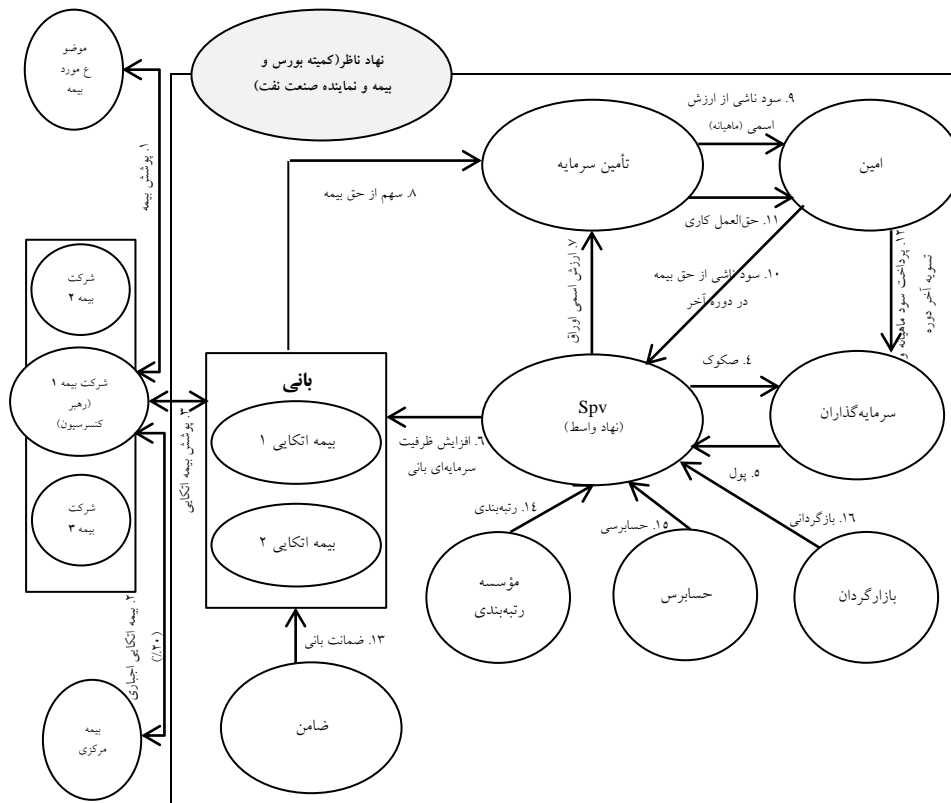 نهاد ناظر(کمیته بورس و
بیمه و نماینده صنعت نفت)
موضو
ع مورد
بیمه
۱. پوشش بیمه
شرکت
بیمه ۲
شرکت بیمه ۱
(رهبر
کنسرسیون)
شرکت
بیمه ۳
۲. بیمه اتکایی اجباری
(۲۰٪)
بیمه
مرکزی
۳. پوشش بیمه اتکایی
بانی
بیمه اتکایی ۱
بیمه اتکایی ۲
۱۳. ضمانت بانی
ضامن
۸. سهم از حق بیمه
تأمین سرمایه
۹. سود ناشی از ارزش
اسمی (ماهیانه)
امین
۱۱. حق‌العمل کاری
۱۰. سود ناشی از حق بیمه
در دوره آخر
۱۲. پرداخت سود ماهیانه و
تسویه آخر دوره
۷. ارزش اسمی اوراق
Spv
(نهاد واسط)
٤. صکوک
سرمایه‌گذاران
۵. پول
٦. افزایش ظرفیت
سرمایه‌ای بانی
۱٤. رتبه‌بندی
۱۵. حسابرسی
۱٦. بازگردانی
مؤسسه
رتبه‌بندی
حسابرس
بازارگردان